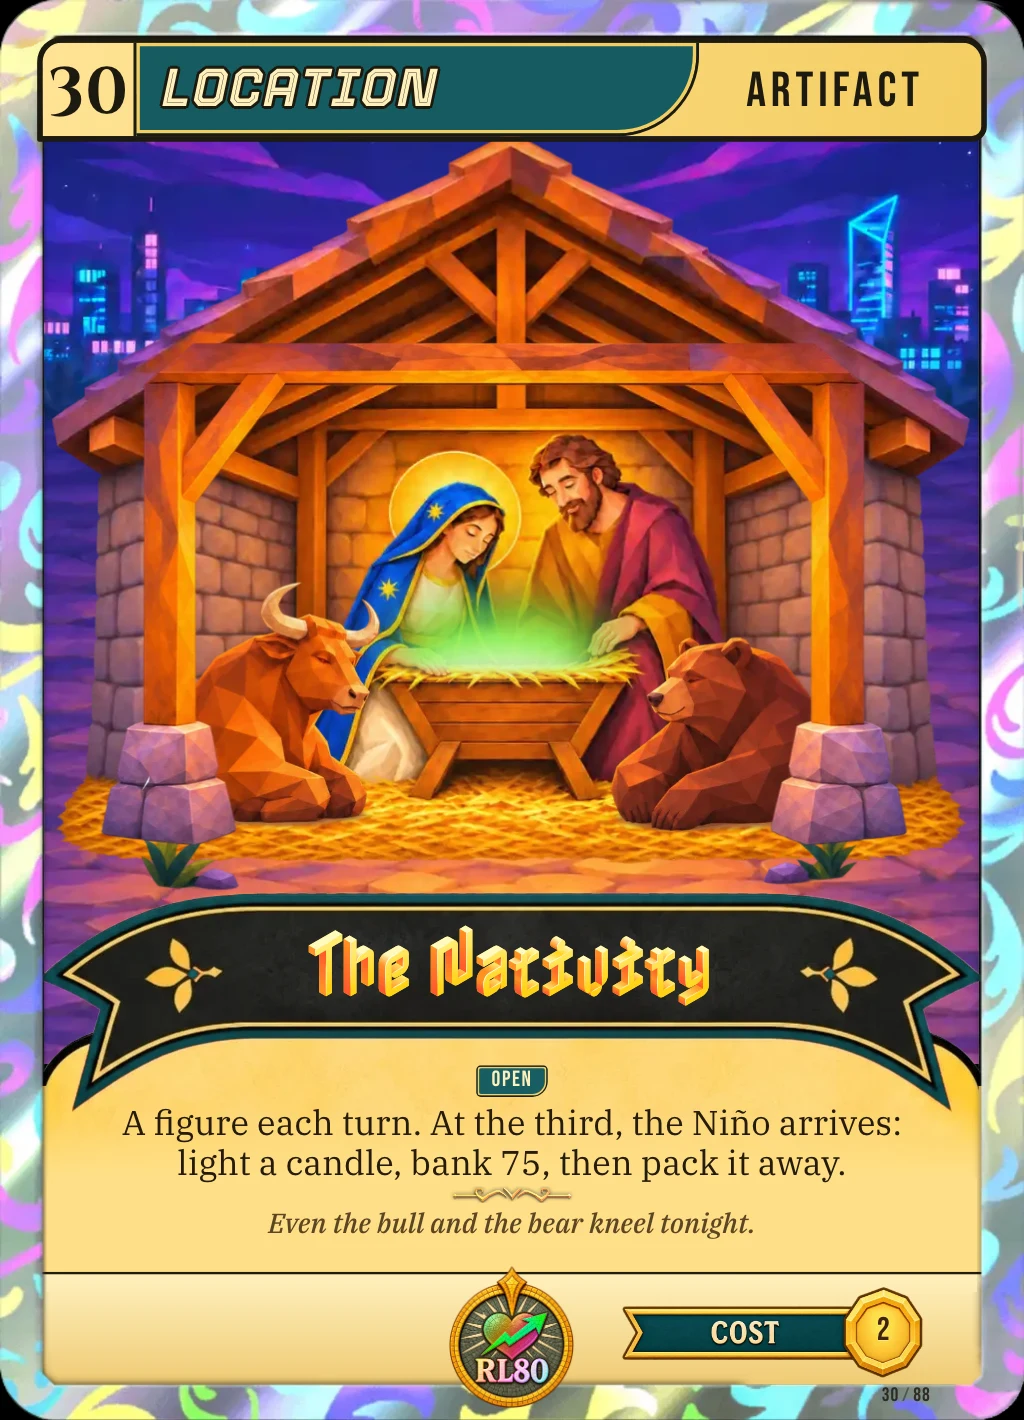 30 LOCATION ARTIFACT
The Nativity
OPEN
A figure each turn. At the third, the Niño arrives:
light a candle, bank 75, then pack it away.
Even the bull and the bear kneel tonight.
RL80
COST 2
30 / 88